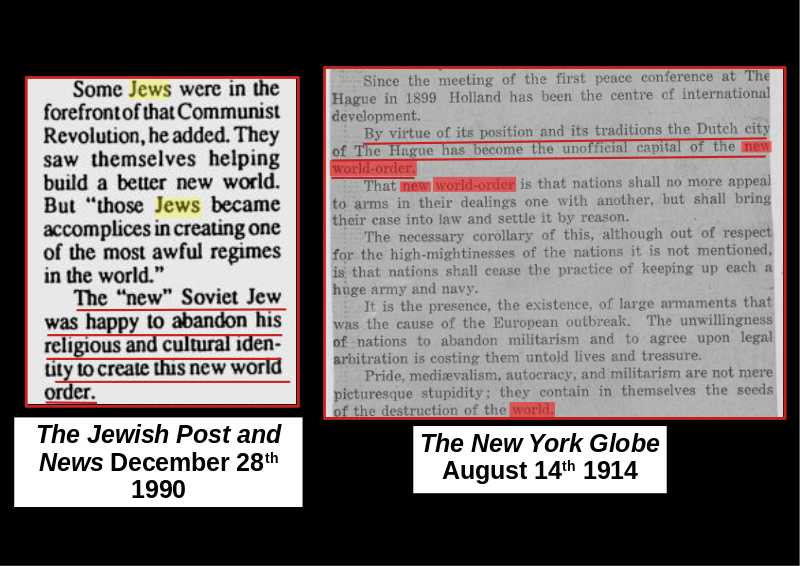 Some Jews were in the
forefront of that Communist
Revolution, he added. They
saw themselves helping
build a better new world.
But “those Jews became
accomplices in creating one
of the most awful regimes
in the world.”
The “new” Soviet Jew
was happy to abandon his
religious and cultural iden-
tity to create this new world
order.
The Jewish Post and
News December 28th
1990
Since the meeting of the first peace conference at The
Hague in 1899 Holland has been the centre of international
development.
By virtue of its position and its traditions the Dutch city
of The Hague has become the unofficial capital of the new
world-order.
That new world-order is that nations shall no more appeal
to arms in their dealings one with another, but shall bring
their case into law and settle it by reason.
The necessary corollary of this, although out of respect
for the high-mightinesses of the nations it is not mentioned,
is that nations shall cease the practice of keeping up each a
huge army and navy.
It is the presence, the existence, of large armaments that
was the cause of the European outbreak. The unwillingness
of nations to abandon militarism and to agree upon legal
arbitration is costing them untold lives and treasure.
Pride, mediævalism, autocracy, and militarism are not mere
picturesque stupidity; they contain in themselves the seeds
of the destruction of the world.
The New York Globe
August 14th 1914